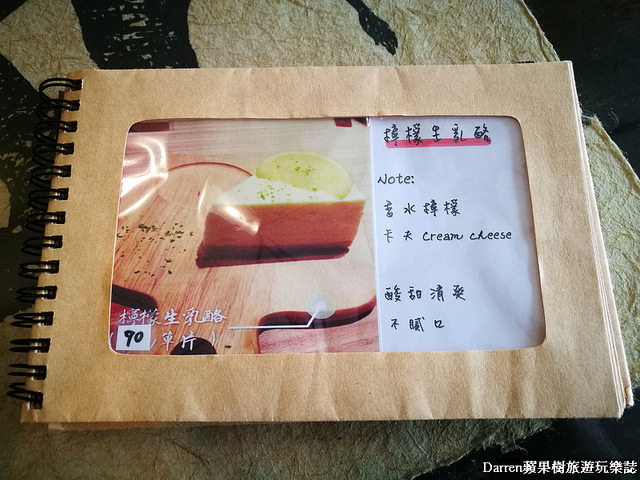 檸檬生乳酪
90
(單片)
檸檬生乳酪
Note:
香水檸檬
卡夫 Cream cheese
酸甜清爽
不膩口
Darren蘋果樹旅遊玩樂誌